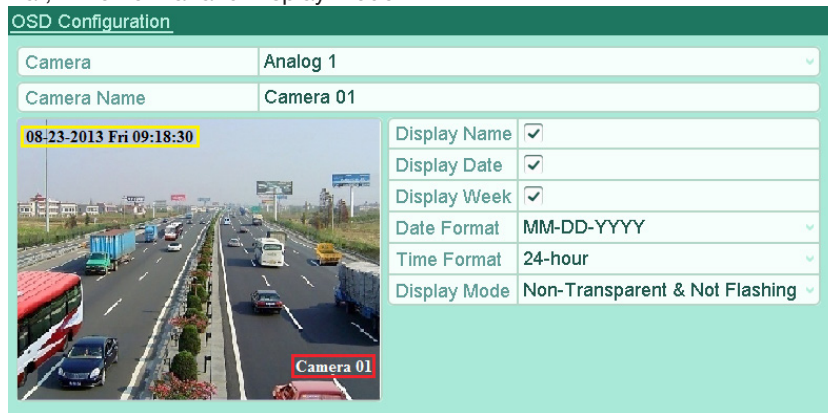 OSD Configuration
Camera Analog 1
Camera Name Camera 01
08-23-2013 Fri 09:18:30
Camera 01
Display Name
Display Date
Display Week
Date Format MM-DD-YYYY
Time Format 24-hour
Display Mode Non-Transparent & Not Flashing